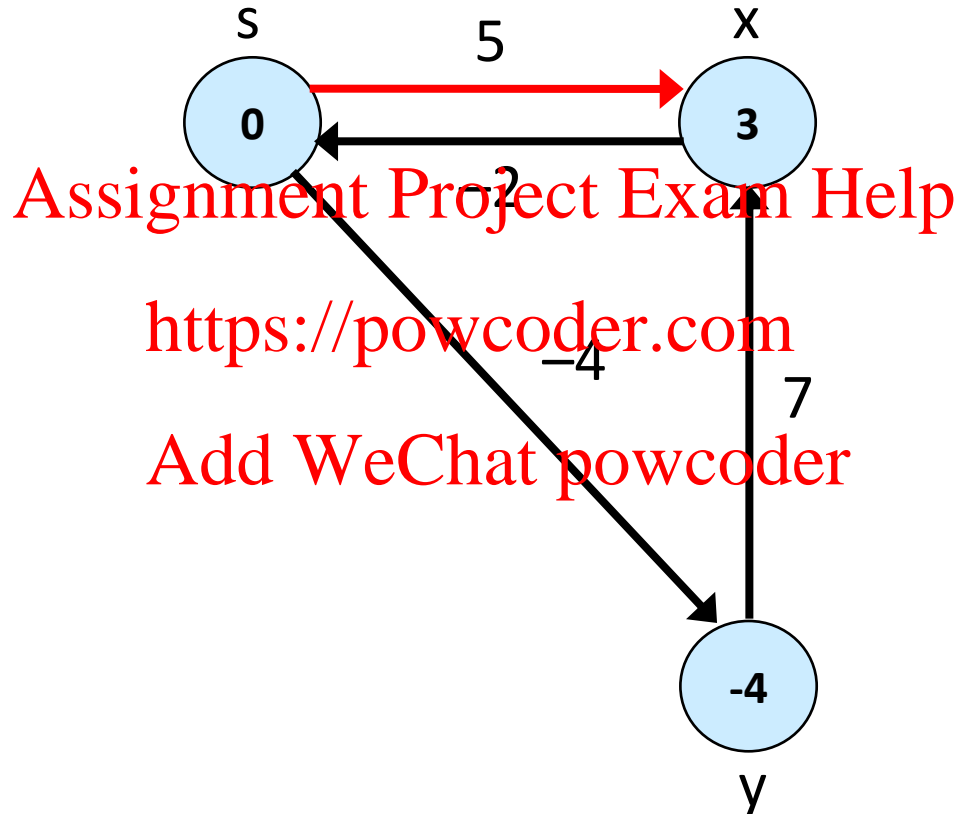 s
5
x
0
3
–2
Assignment Project Exam Help
https://powcoder.com
–4
7
Add WeChat powcoder
-4
y